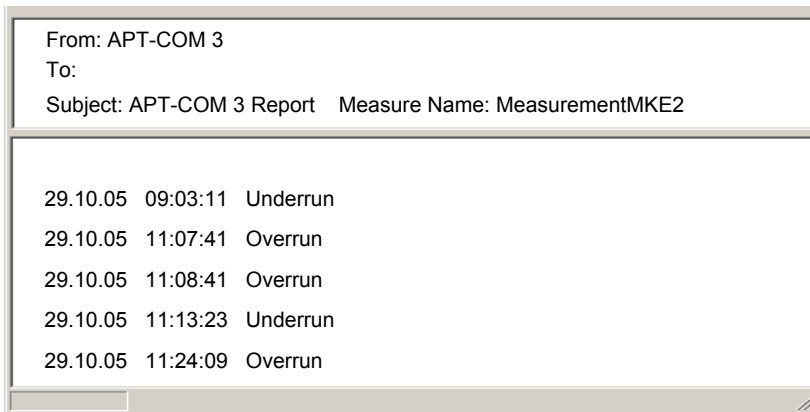 From: APT-COM 3
To:
Subject: APT-COM 3 Report Measure Name: MeasurementMKE2
29.10.05 09:03:11 Underrun
29.10.05 11:07:41 Overrun
29.10.05 11:08:41 Overrun
29.10.05 11:13:23 Underrun
29.10.05 11:24:09 Overrun